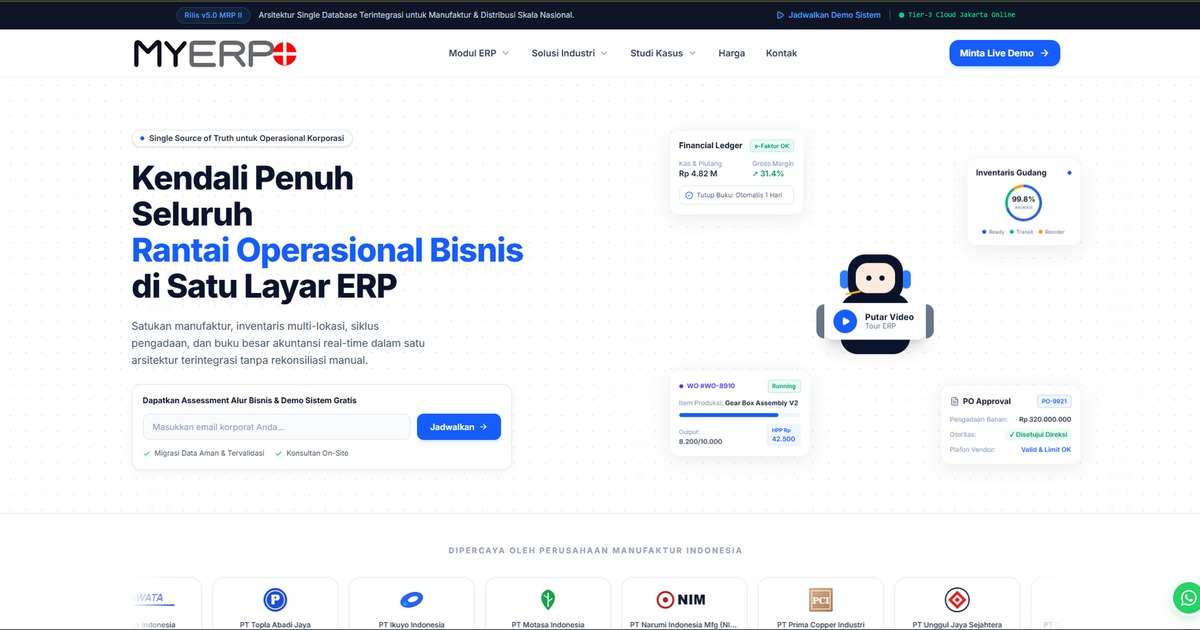 Rilis v5.0 MRP II
Arsitektur Single Database Terintegrasi untuk Manufaktur & Distribusi Skala Nasional.
Jadwalkan Demo Sistem
Tier-3 Cloud Jakarta Online
MYERP
Modul ERP
Solusi Industri
Studi Kasus
Harga
Kontak
Minta Live Demo
Single Source of Truth untuk Operasional Korporasi
Kendali Penuh
Seluruh
Rantai Operasional Bisnis
di Satu Layar ERP
Satukan manufaktur, inventaris multi-lokasi, siklus
pengadaan, dan buku besar akuntansi real-time dalam satu
arsitektur terintegrasi tanpa rekonsiliasi manual.
Dapatkan Assessment Alur Bisnis & Demo Sistem Gratis
Masukkan email korporat Anda...
Jadwalkan
Migrasi Data Aman & Tervalidasi
Konsultan On-Site
Financial Ledger
e-Faktur OK
Kas & Piutang
Gross Margin
Rp 4.82 M
↗ 31.4%
Tutup Buku: Otomatis 1 Hari
Inventaris Gudang
99.8%
AKURASI
Ready
Transit
Reorder
Putar Video
Tour ERP
WO #WO-8910
Running
Item Produksi: Gear Box Assembly V2
Output:
8.200/10.000
HPP Rp
42.500
PO Approval
PO-9921
Pengadaan Bahan:
Rp 320.000.000
Otoritas:
✓ Disetujui Direksi
Plafon Vendor:
Valid & Limit OK
DIPERCAYA OLEH PERUSAHAAN MANUFAKTUR INDONESIA
WATA
Indonesia
P
PT Topla Abadi Jaya
PT Ikuyo Indonesia
PT Motasa Indonesia
NIM
PT Narumi Indonesia Mfg (NI...
PCI
PT Prima Copper Industri
PT Unggul Jaya Sejahtera